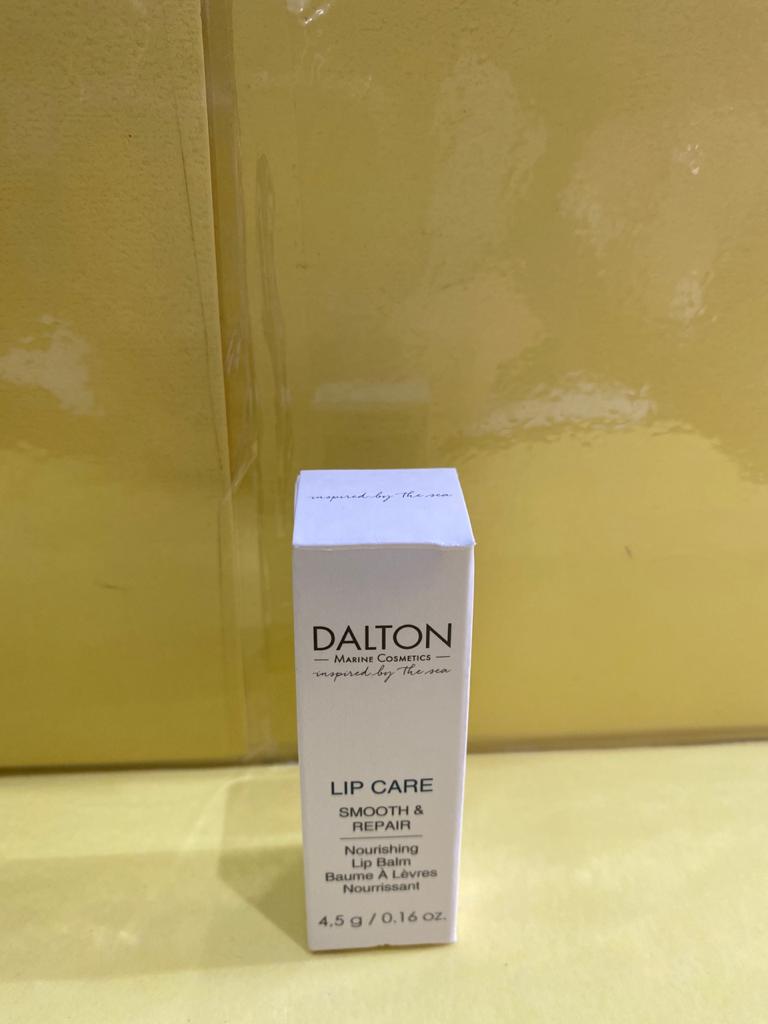 inspired by the sea
DALTON
— MARINE COSMETICS —
inspired by the sea
LIP CARE
SMOOTH &
REPAIR
Nourishing
Lip Balm
Baume À Lèvres
Nourrissant
4,5 g / 0.16 oz.